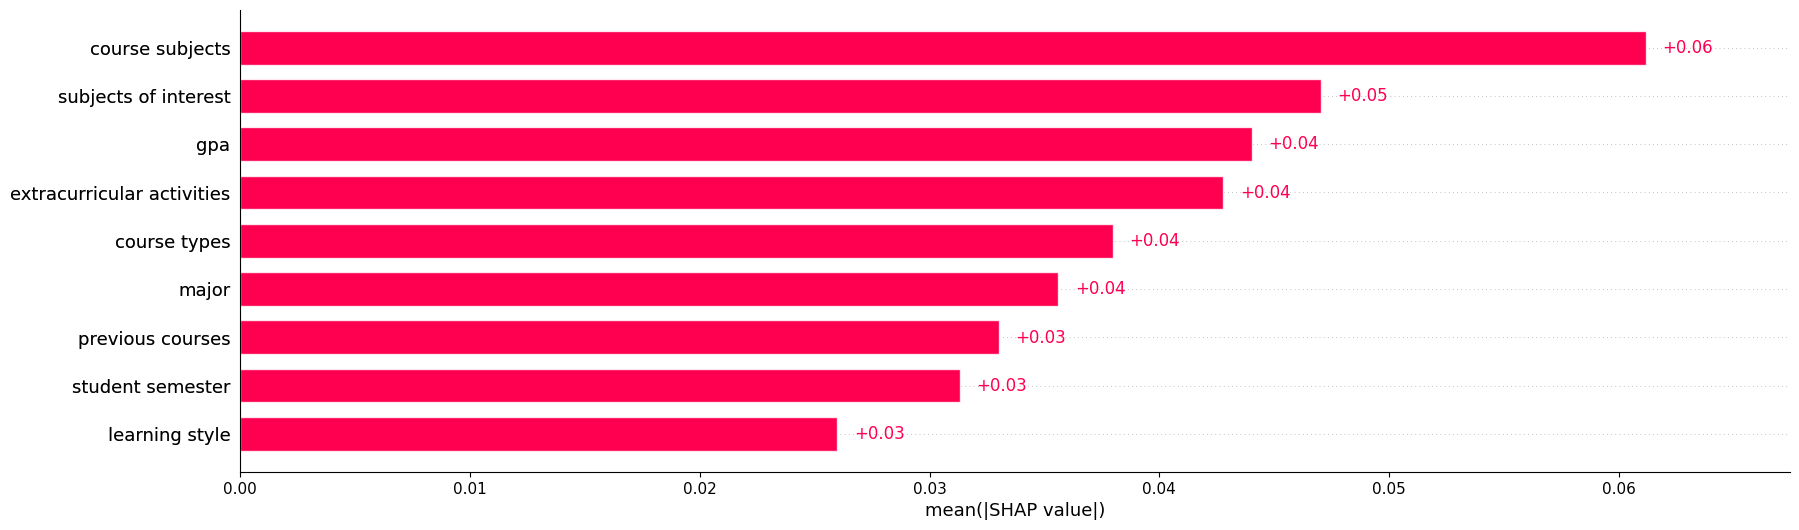 course subjects +0.06
subjects of interest +0.05
gpa +0.04
extracurricular activities +0.04
course types +0.04
major +0.04
previous courses +0.03
student semester +0.03
learning style +0.03
0.00 0.01 0.02 0.03 0.04 0.05 0.06
mean(|SHAP value|)